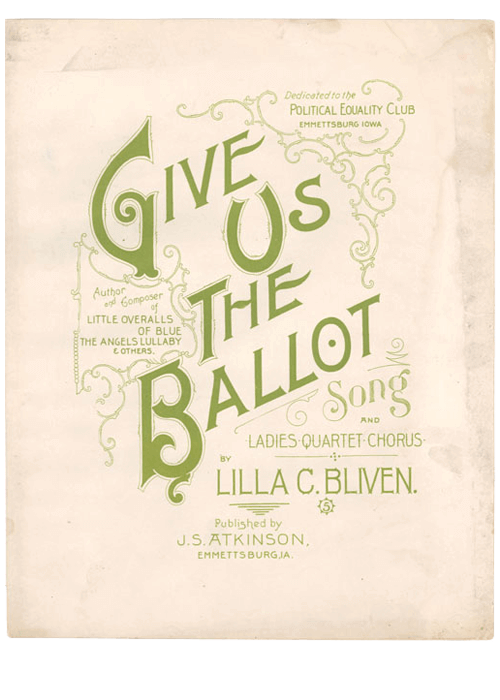 Dedicated to the
POLITICAL EQUALITY CLUB
EMMETTSBURG IOWA
GIVE
US
THE
BALLOT
Author
and Composer
of
LITTLE OVERALLS
OF BLUE
THE ANGELS LULLABY
& OTHERS.
Song
AND
LADIES-QUARTET-CHORUS-
BY
LILLA C. BLIVEN.
5
Published by
J.S. ATKINSON,
EMMETTSBURG, IA.